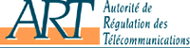 ART
Autorité de
Régulation des
Télécommunications